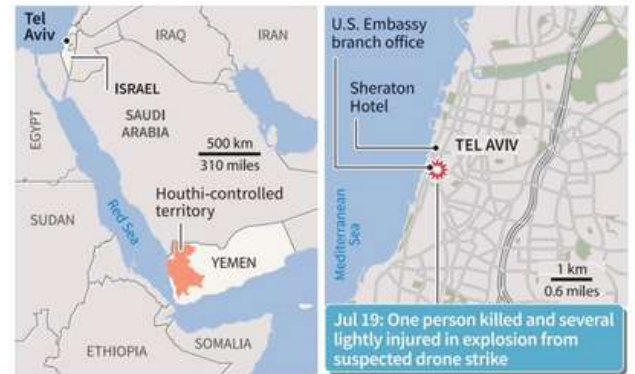 Tel
Aviv
IRAQ
IRAN
ISRAEL
EGYPT
SAUDI
ARABIA
500 km
310 miles
Houthi-controlled
territory
SUDAN
Red Sea
YEMEN
ETHIOPIA
SOMALIA
U.S. Embassy
branch office
Sheraton
Hotel
TEL AVIV
Mediterranean
Sea
1 km
0.6 miles
Jul 19: One person killed and several
lightly injured in explosion from
suspected drone strike